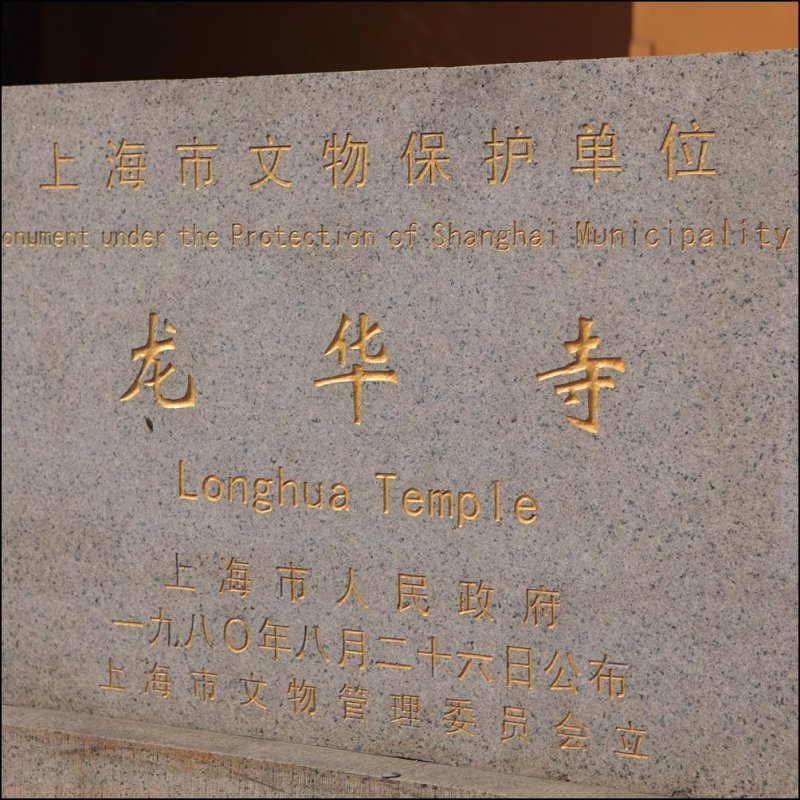 上海市文物保护单位
onument under the Protection of Shanghai Municipality
龙华寺
Longhua Temple
上海市人民政府
一九八〇年八月二十六日公布
上海市文物管理委员会立